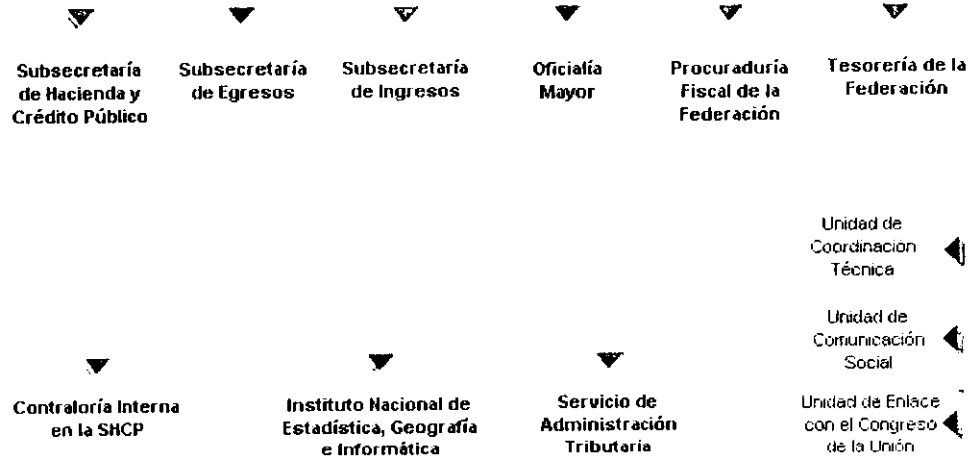 Subsecretaría
de Hacienda y
Crédito Público
Subsecretaría
de Egresos
Subsecretaría
de Ingresos
Oficialía
Mayor
Procuraduría
Fiscal de la
Federación
Tesorería de la
Federación
Unidad de
Coordinación
Técnica
Unidad de
Comunicación
Social
Contraloría Interna
en la SHCP
Instituto Nacional de
Estadística, Geografía
e Informática
Servicio de
Administración
Tributaria
Unidad de Enlace
con el Congreso
de la Unión